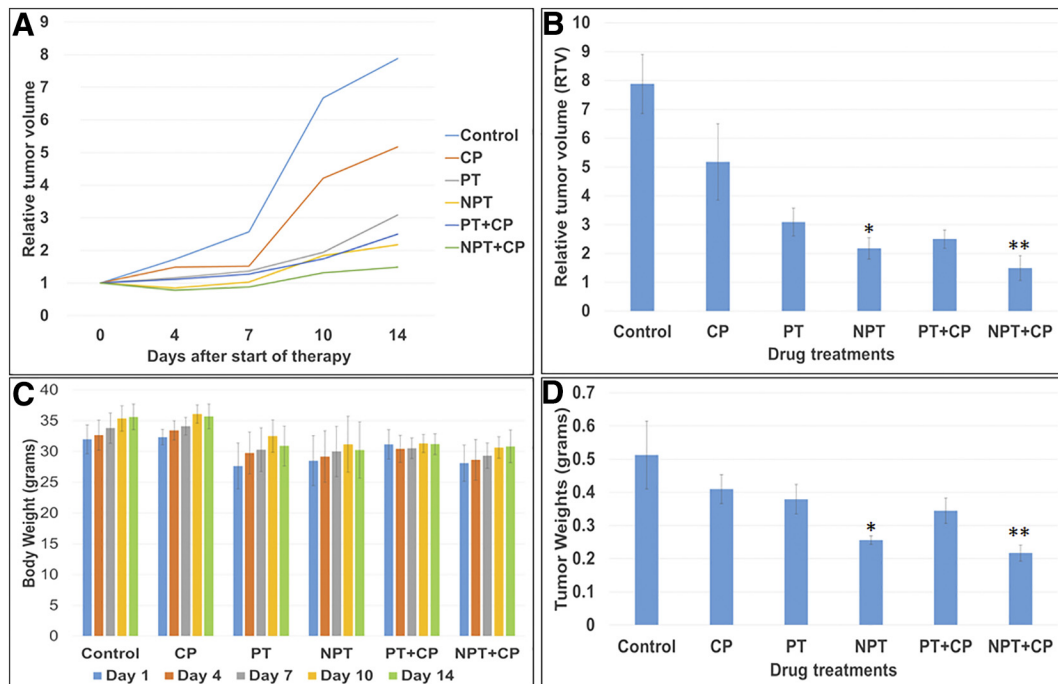 A
9
8
7
6
5
4
3
2
1
0
Relative tumor volume
0 4 7 10 14
Days after start of therapy
Control
CP
PT
NPT
PT+CP
NPT+CP
B
10
9
8
7
6
5
4
3
2
1
0
Relative tumor volume (RTV)
*
**
Control CP PT NPT PT+CP NPT+CP
Drug treatments
C
40
35
30
25
20
15
10
5
0
Body Weight (grams)
Control CP PT NPT PT+CP NPT+CP
Day 1 Day 4 Day 7 Day 10 Day 14
D
0.7
0.6
0.5
0.4
0.3
0.2
0.1
0
Tumor Weights (grams)
*
**
Control CP PT NPT PT+CP NPT+CP
Drug treatments